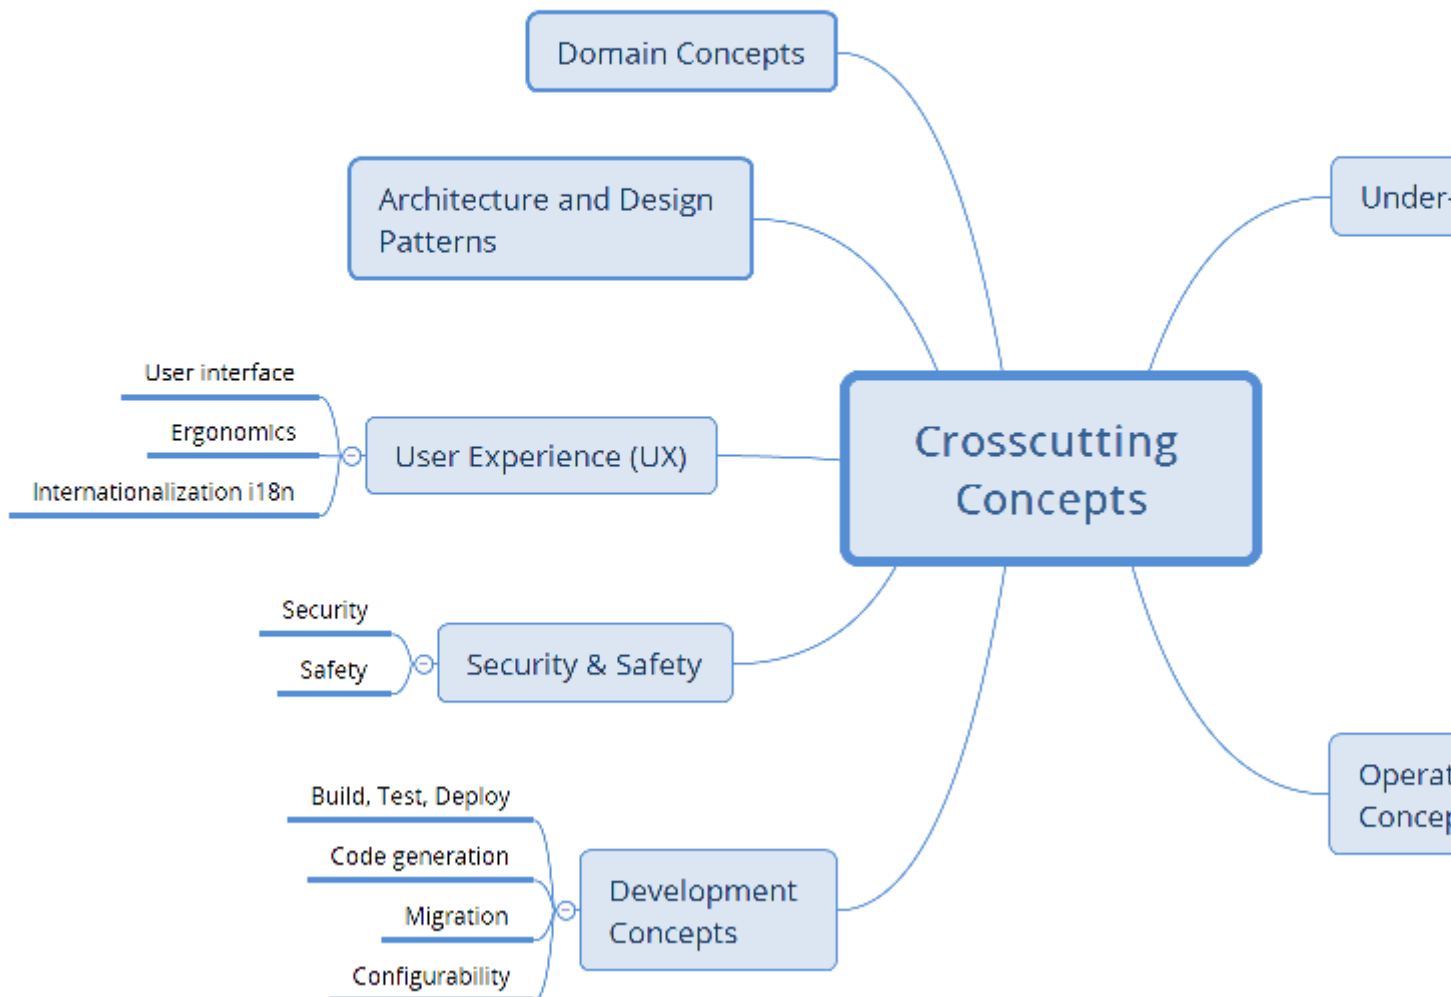 Domain Concepts
Architecture and Design
Patterns
Under-
User interface
Ergonomics
Internationalization i18n
User Experience (UX)
Crosscutting
Concepts
Security
Safety
Security & Safety
Build, Test, Deploy
Code generation
Migration
Configurability
Development
Concepts